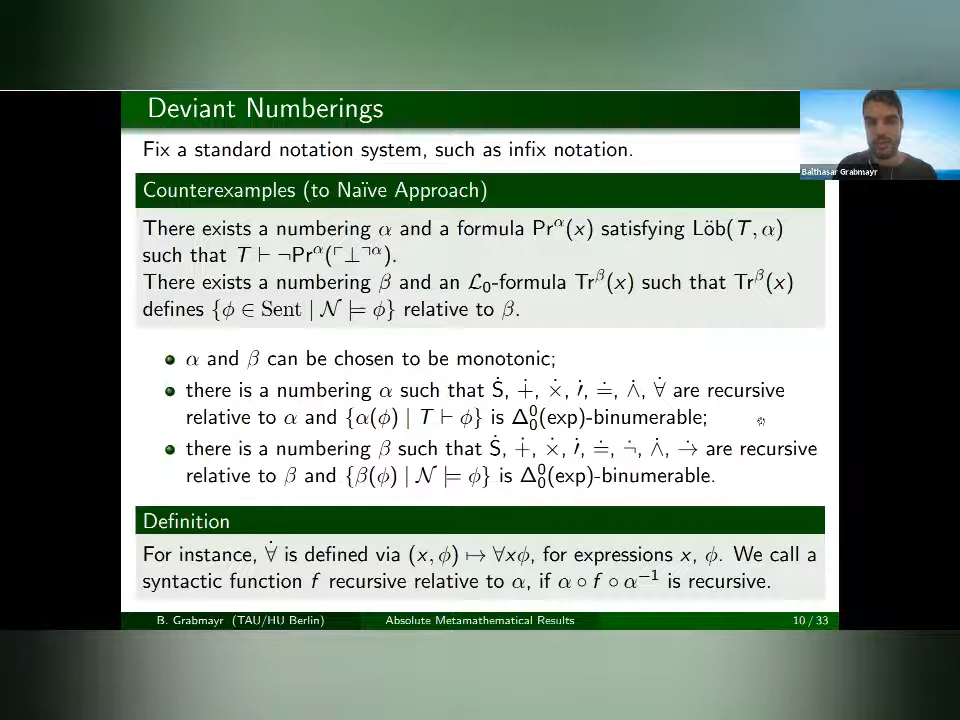 Deviant Numberings
Balthasar Grabmayr
Fix a standard notation system, such as infix notation.
Counterexamples (to Naïve Approach)
There exists a numbering α and a formula Pr^α(x) satisfying Löb(T, α)
such that T ⊢ ¬Pr^α(⌜⊥⌝^α).
There exists a numbering β and an ℒ₀-formula Tr^β(x) such that Tr^β(x)
defines {ϕ ∈ Sent | 𝒩 ⊨ ϕ} relative to β.
α and β can be chosen to be monotonic;
there is a numbering α such that Ṡ, +̇, ×̇, ′̇, =̇, ∧̇, ∀̇ are recursive
relative to α and {α(ϕ) | T ⊢ ϕ} is Δ⁰₀(exp)-binumerable;
there is a numbering β such that Ṡ, +̇, ×̇, ′̇, =̇, ¬̇, ∧̇, →̇ are recursive
relative to β and {β(ϕ) | 𝒩 ⊨ ϕ} is Δ⁰₀(exp)-binumerable.
Definition
For instance, ∀̇ is defined via (x, ϕ) ↦ ∀xϕ, for expressions x, ϕ. We call a
syntactic function f recursive relative to α, if α ∘ f ∘ α⁻¹ is recursive.
B. Grabmayr (TAU/HU Berlin) Absolute Metamathematical Results 10 / 33